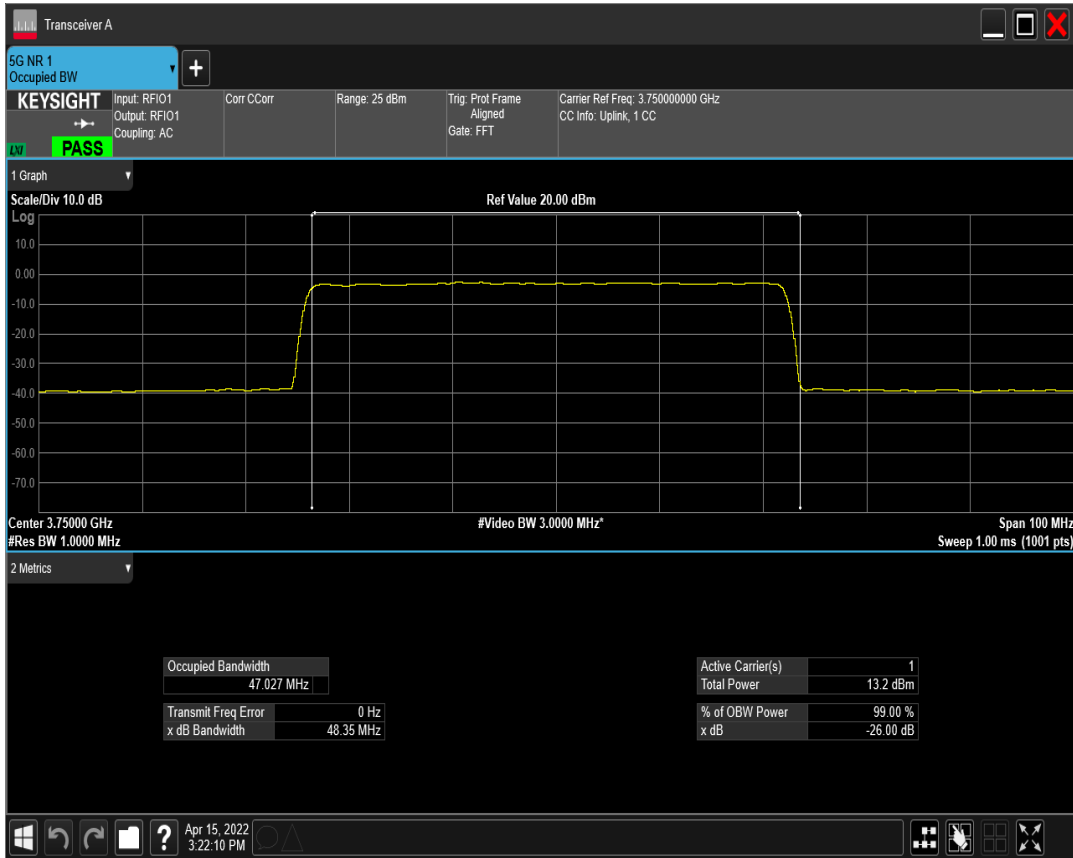 Transceiver A
5G NR 1
Occupied BW
+
KEYSIGHT
LXI
PASS
Input: RFIO1
Output: RFIO1
Coupling: AC
Corr CCorr
Range: 25 dBm
Trig: Prot Frame
Aligned
Gate: FFT
Carrier Ref Freq: 3.750000000 GHz
CC Info: Uplink, 1 CC
1 Graph
Scale/Div 10.0 dB
Ref Value 20.00 dBm
Log
10.0
0.00
-10.0
-20.0
-30.0
-40.0
-50.0
-60.0
-70.0
Center 3.75000 GHz
#Video BW 3.0000 MHz*
Span 100 MHz
#Res BW 1.0000 MHz
Sweep 1.00 ms (1001 pts)
2 Metrics
Occupied Bandwidth
47.027 MHz
Transmit Freq Error 0 Hz
x dB Bandwidth 48.35 MHz
Active Carrier(s) 1
Total Power 13.2 dBm
% of OBW Power 99.00 %
x dB -26.00 dB
?
Apr 15, 2022
3:22:10 PM